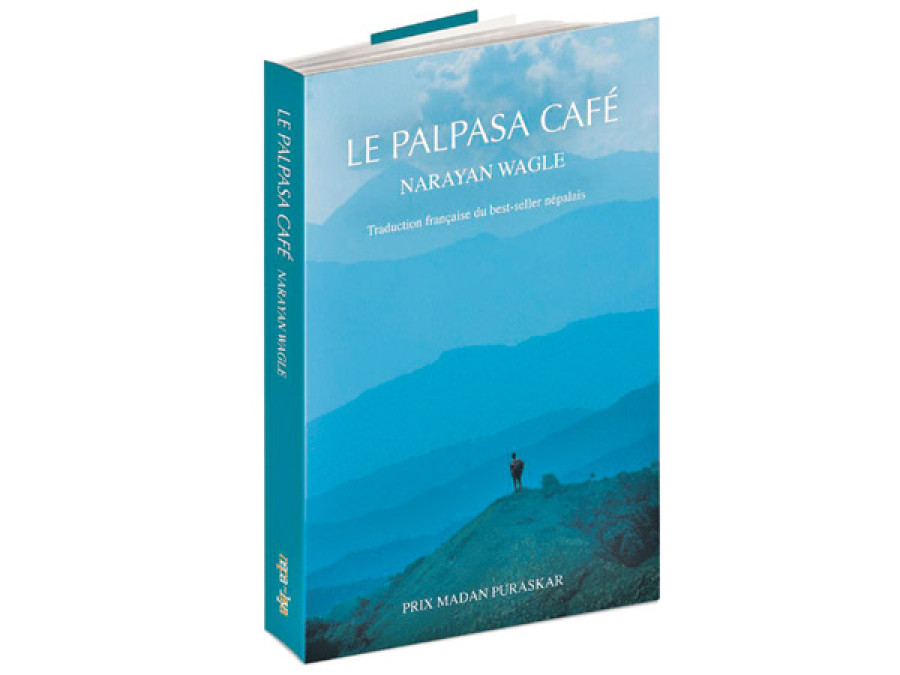 LE PALPASA CAFÉ
NARAYAN WAGLE
Traduction française du best-seller népalais
PRIX MADAN PURASKAR
LE PALPASA CAFÉ NARAYAN WAGLE